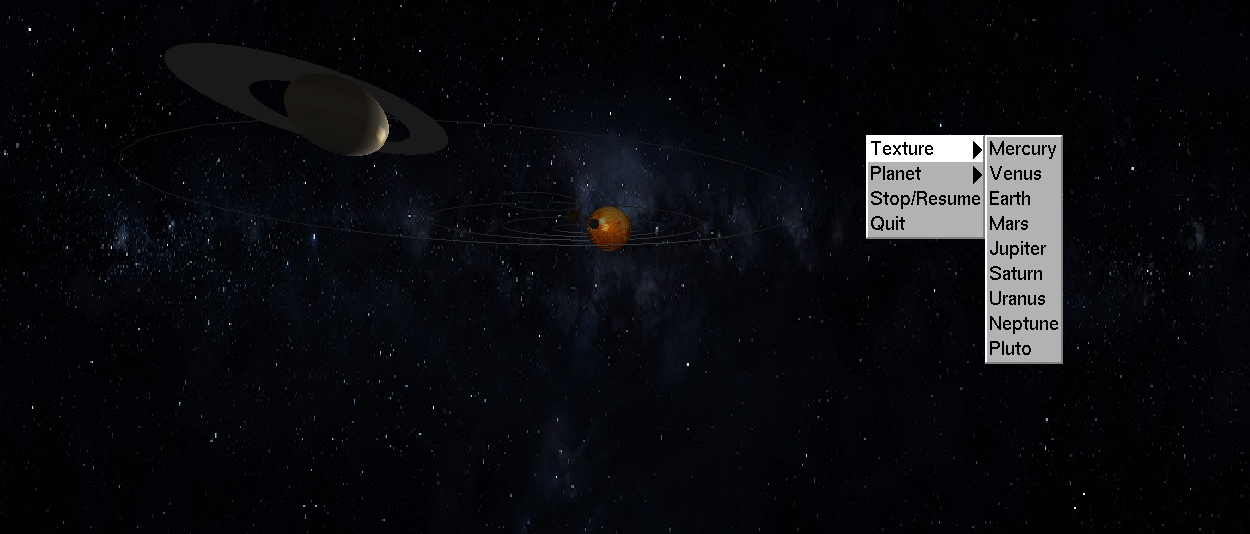 Texture
Planet
Stop/Resume
Quit
Mercury
Venus
Earth
Mars
Jupiter
Saturn
Uranus
Neptune
Pluto